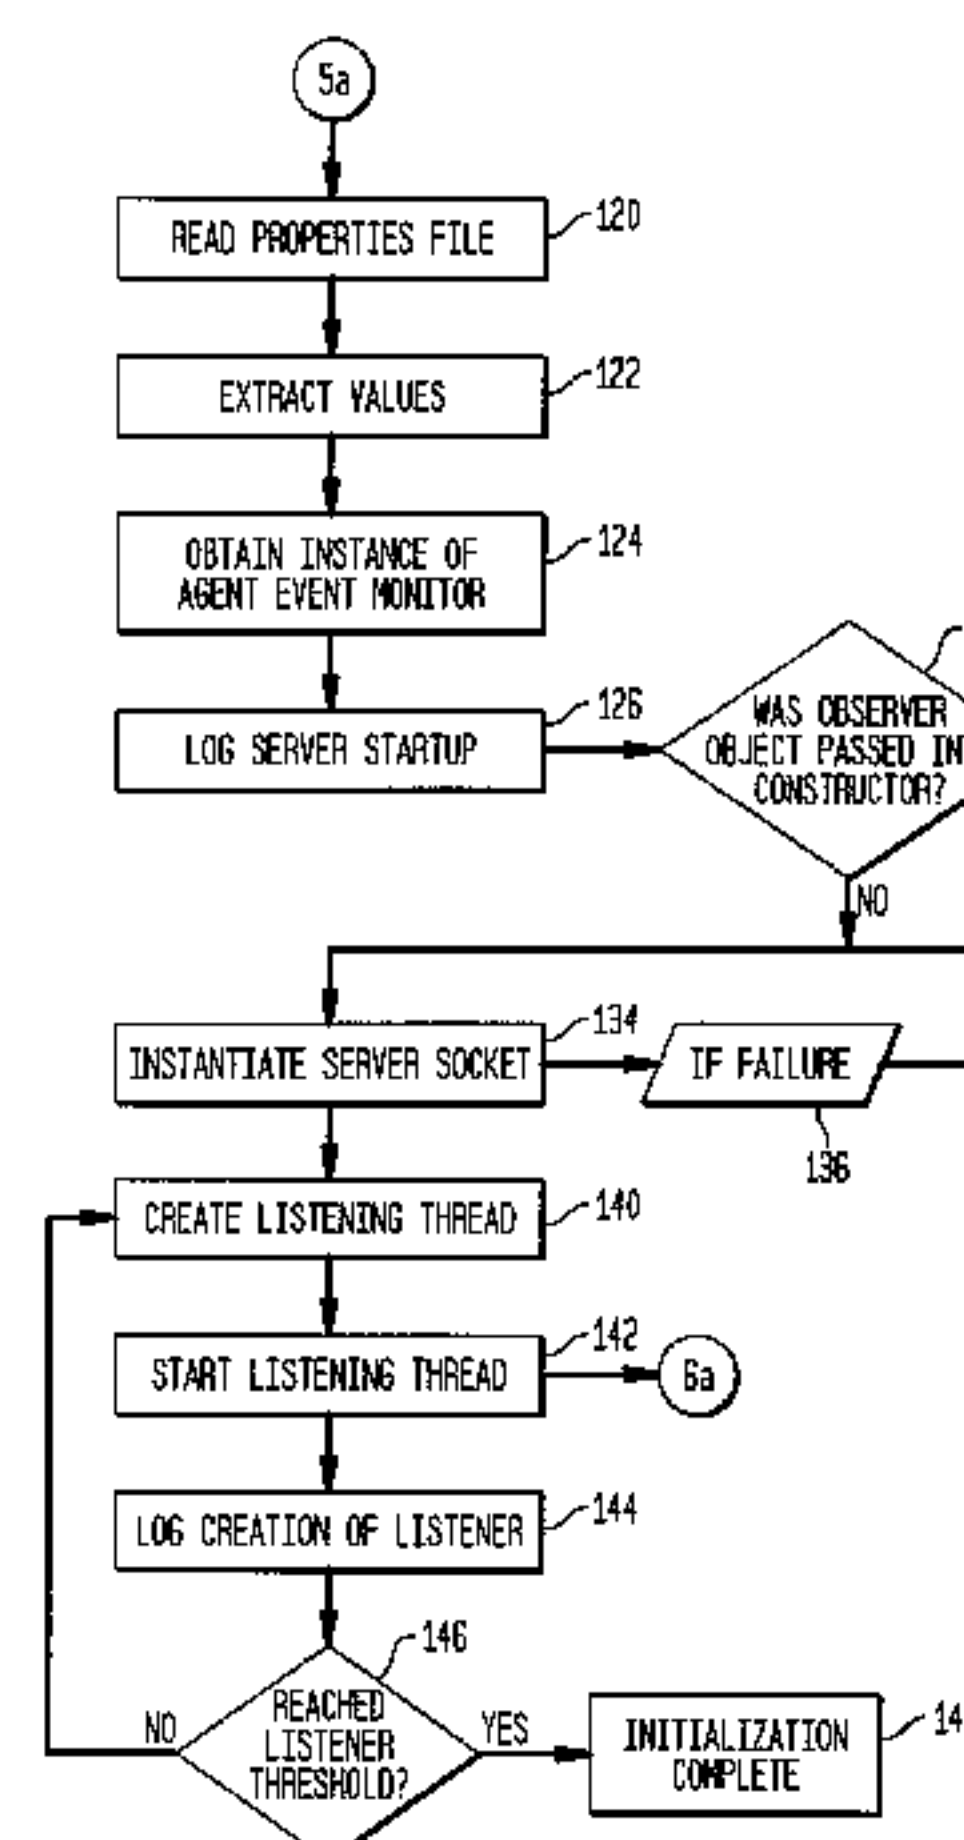 5a
READ PROPERTIES FILE
120
EXTRACT VALUES
122
OBTAIN INSTANCE OF
AGENT EVENT MONITOR
124
LOG SERVER STARTUP
126
WAS OBSERVER
OBJECT PASSED
CONSTRUCTOR?
NO
INSTANTIATE SERVER SOCKET
134
IF FAILURE
136
CREATE LISTENING THREAD
140
START LISTENING THREAD
142
6a
LOG CREATION OF LISTENER
144
REACHED
LISTENER
THRESHOLD?
146
NO
YES
INITIALIZATION
COMPLETE